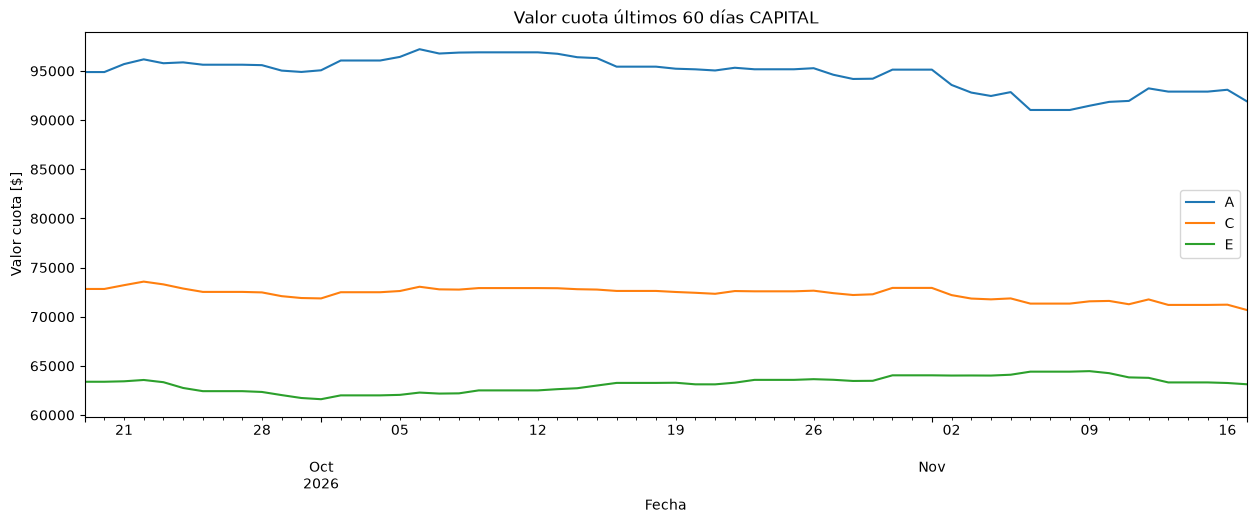 Valor cuota últimos 60 días CAPITAL
Valor cuota [$]
95000
90000
85000
80000
75000
70000
65000
60000
A
C
E
21 28 05 12 19 26 02 09 16
Oct Nov
2026
Fecha